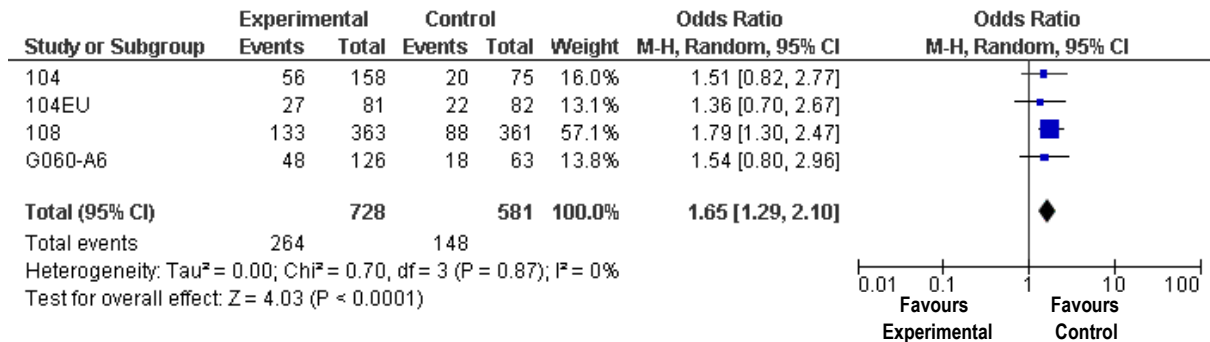 Experimental Control Odds Ratio Odds Ratio
Study or Subgroup Events Total Events Total Weight M-H, Random, 95% CI M-H, Random, 95% CI
104 56 158 20 75 16.0% 1.51 [0.82, 2.77]
104EU 27 81 22 82 13.1% 1.36 [0.70, 2.67]
108 133 363 88 361 57.1% 1.79 [1.30, 2.47]
G060-A6 48 126 18 63 13.8% 1.54 [0.80, 2.96]
Total (95% CI) 728 581 100.0% 1.65 [1.29, 2.10]
Total events 264 148
Heterogeneity: Tau² = 0.00; Chi² = 0.70, df = 3 (P = 0.87); I² = 0%
Test for overall effect: Z = 4.03 (P < 0.0001)
0.01 0.1 1 10 100
Favours Favours
Experimental Control